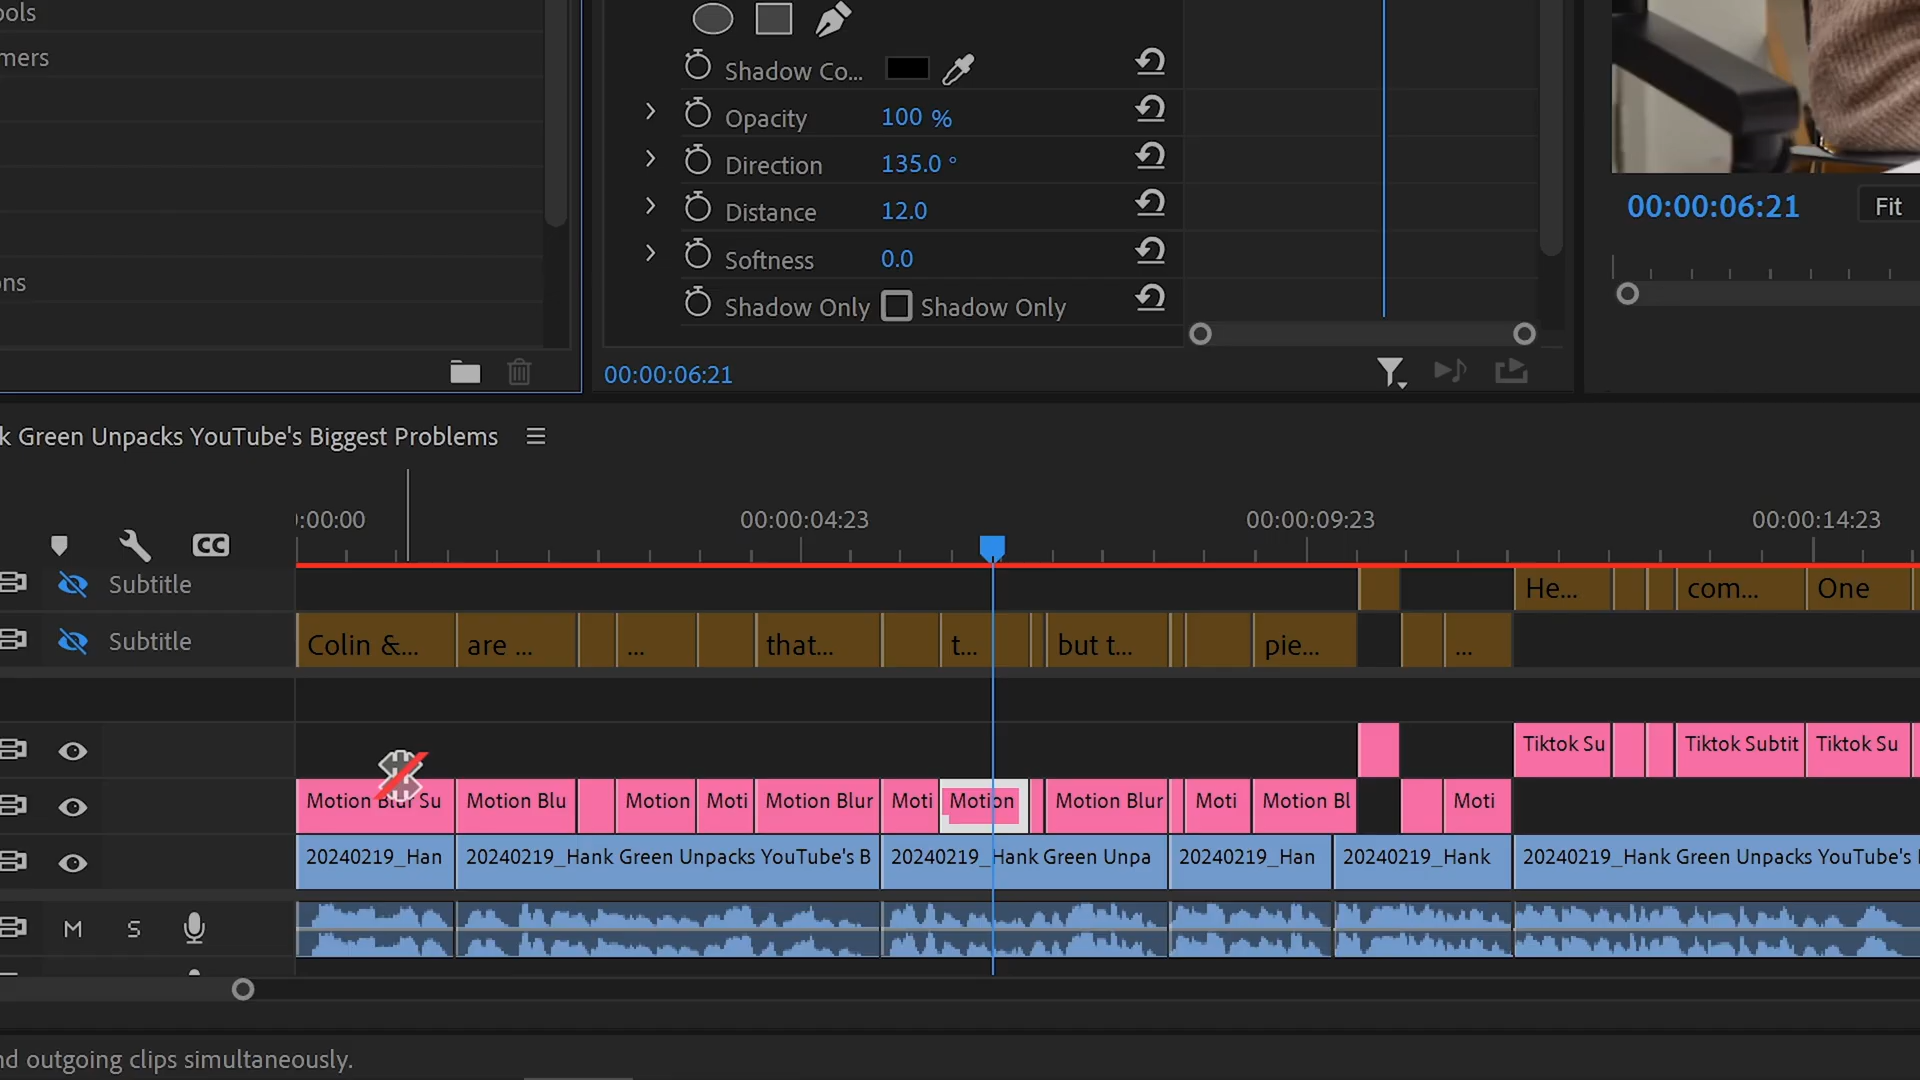 ools
mers
ons
Shadow Co...
Opacity 100 %
Direction 135.0 °
Distance 12.0
Softness 0.0
Shadow Only Shadow Only
00:00:06:21
00:00:06:21 Fit
k Green Unpacks YouTube's Biggest Problems
:00:00 00:00:04:23 00:00:09:23 00:00:14:23
CC
Subtitle He... com... One
Subtitle Colin &... are ... ... that... t... but t... pie... ...
Tiktok Su Tiktok Subtit Tiktok Su
Motion Blur Su Motion Blu Motion Moti Motion Blur Moti Motion Motion Blur Moti Motion Bl Moti
20240219_Han 20240219_Hank Green Unpacks YouTube's B 20240219_Hank Green Unpa 20240219_Han 20240219_Hank 20240219_Hank Green Unpacks YouTube's
M S
nd outgoing clips simultaneously.